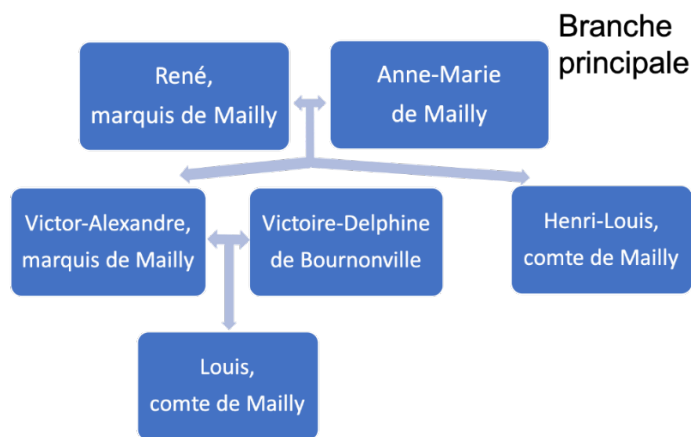 Branche
principale
René,
marquis de Mailly
Anne-Marie
de Mailly
Victor-Alexandre,
marquis de Mailly
Victoire-Delphine
de Bournonville
Henri-Louis,
comte de Mailly
Louis,
comte de Mailly